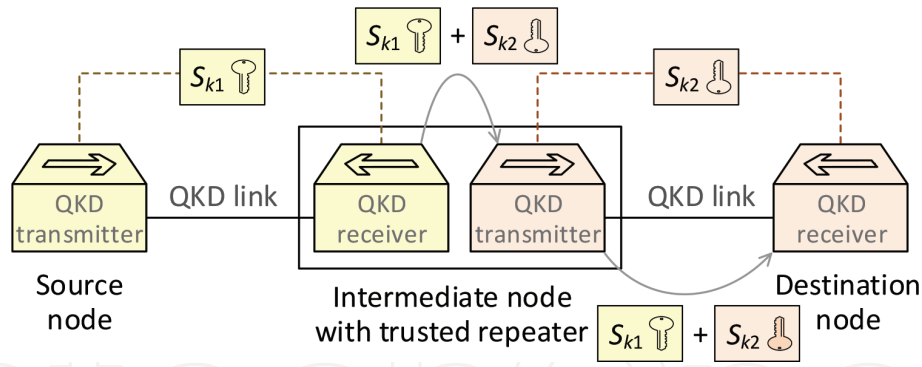 Sk1 + Sk2
Sk1
Sk2
QKD transmitter
QKD link
QKD receiver
QKD transmitter
QKD link
QKD receiver
Source
node
Intermediate node
with trusted repeater
Destination
node
Sk1 + Sk2